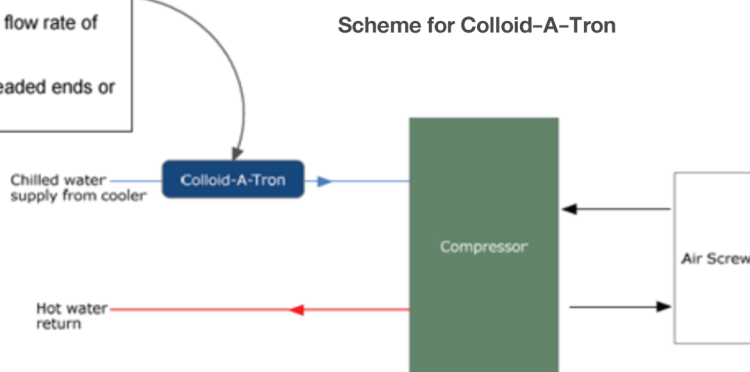 flow rate of
Scheme for Colloid-A-Tron
eaded ends or
Chilled water
supply from cooler
Colloid-A-Tron
Compressor
Air Screw
Hot water
return